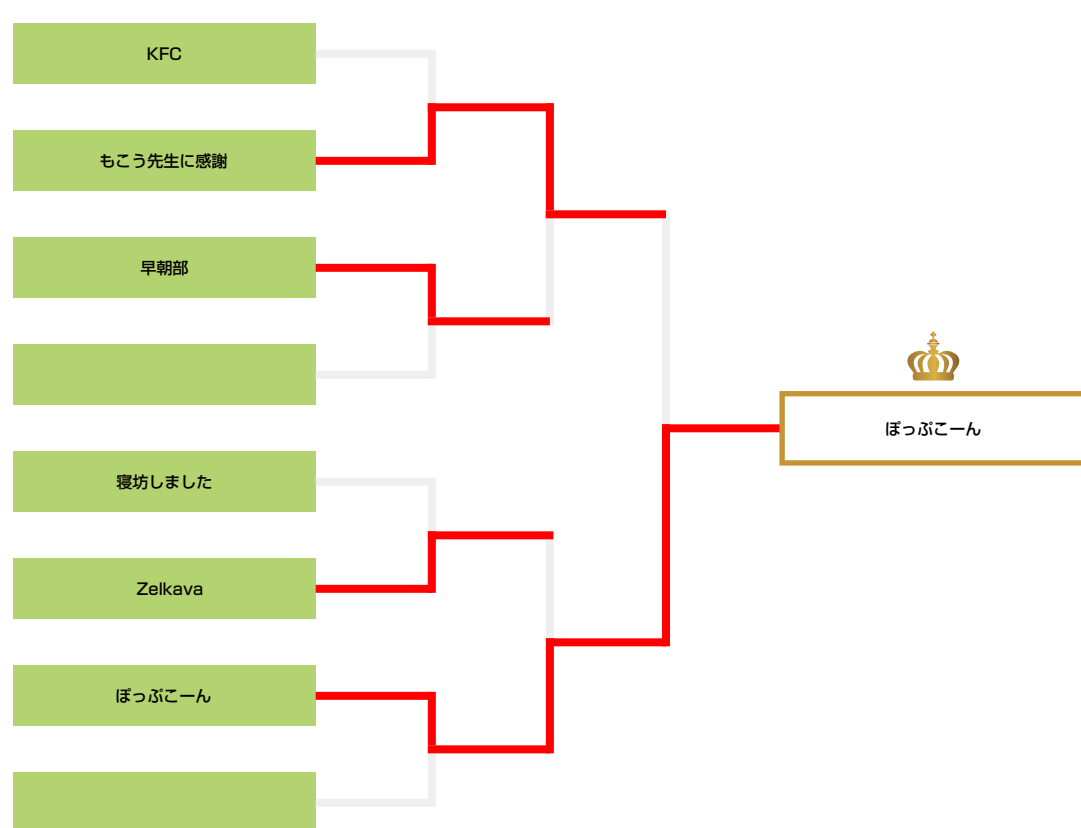 KFC
もこう先生に感謝
早朝部
寝坊しました
Zelkava
ぽっぷこーん
ぽっぷこーん